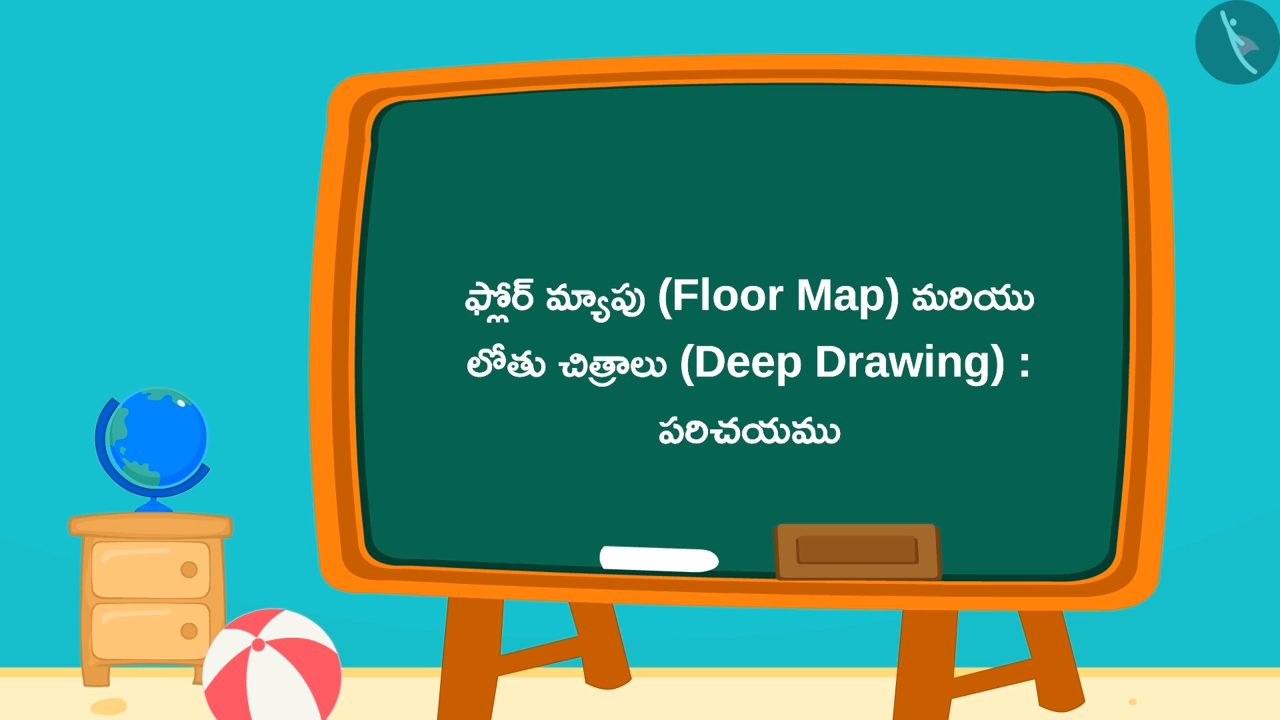 ఫ్లోర్ మ్యాపు (Floor Map) మరియు
లోతు చిత్రాలు (Deep Drawing) :
పరిచయము